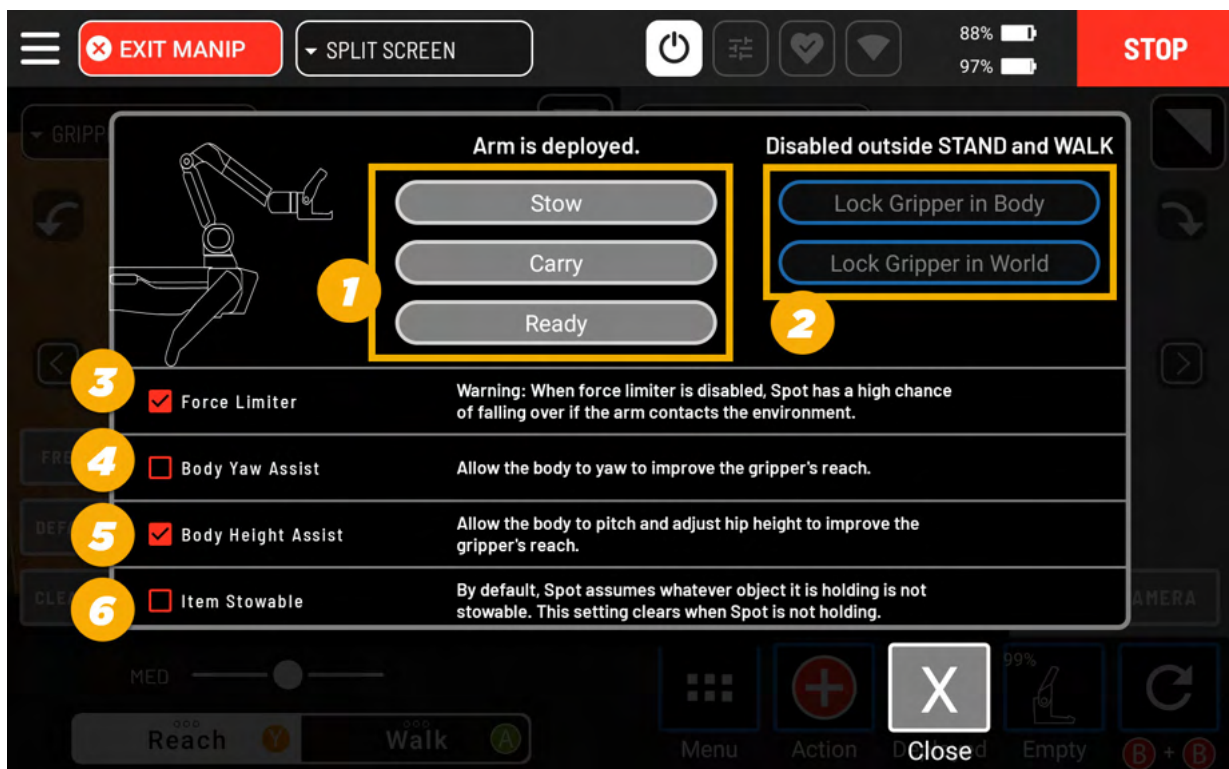 EXIT MANIP
SPLIT SCREEN
88%
97%
STOP
GRIPP
Arm is deployed.
Disabled outside STAND and WALK
Stow
Lock Gripper in Body
Carry
Lock Gripper in World
Ready
1
2
3
Force Limiter
Warning: When force limiter is disabled, Spot has a high chance
of falling over if the arm contacts the environment.
4
Body Yaw Assist
Allow the body to yaw to improve the gripper's reach.
5
Body Height Assist
Allow the body to pitch and adjust hip height to improve the
gripper's reach.
6
Item Stowable
By default, Spot assumes whatever object it is holding is not
stowable. This setting clears when Spot is not holding.
FRE
DEF
CLE
AMERA
MED
99%
X
Reach Y
Walk A
Menu
Action
Close
Empty
B + B